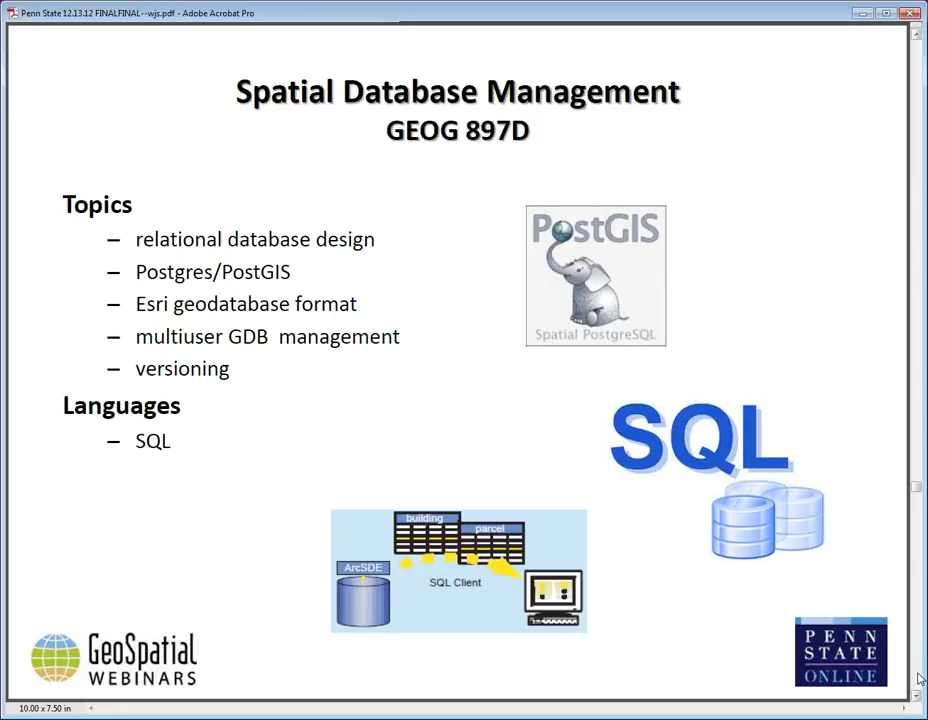 Penn State 12.13.12 FINALFINAL--wjs.pdf - Adobe Acrobat Pro
Spatial Database Management
GEOG 897D
Topics
– relational database design
– Postgres/PostGIS
– Esri geodatabase format
– multiuser GDB  management
– versioning
Languages
– SQL
PostGIS
Spatial PostgreSQL
SQL
building
parcel
ArcSDE
SQL Client
GeoSpatial
WEBINARS
PENN
STATE
ONLINE
10.00 x 7.50 in